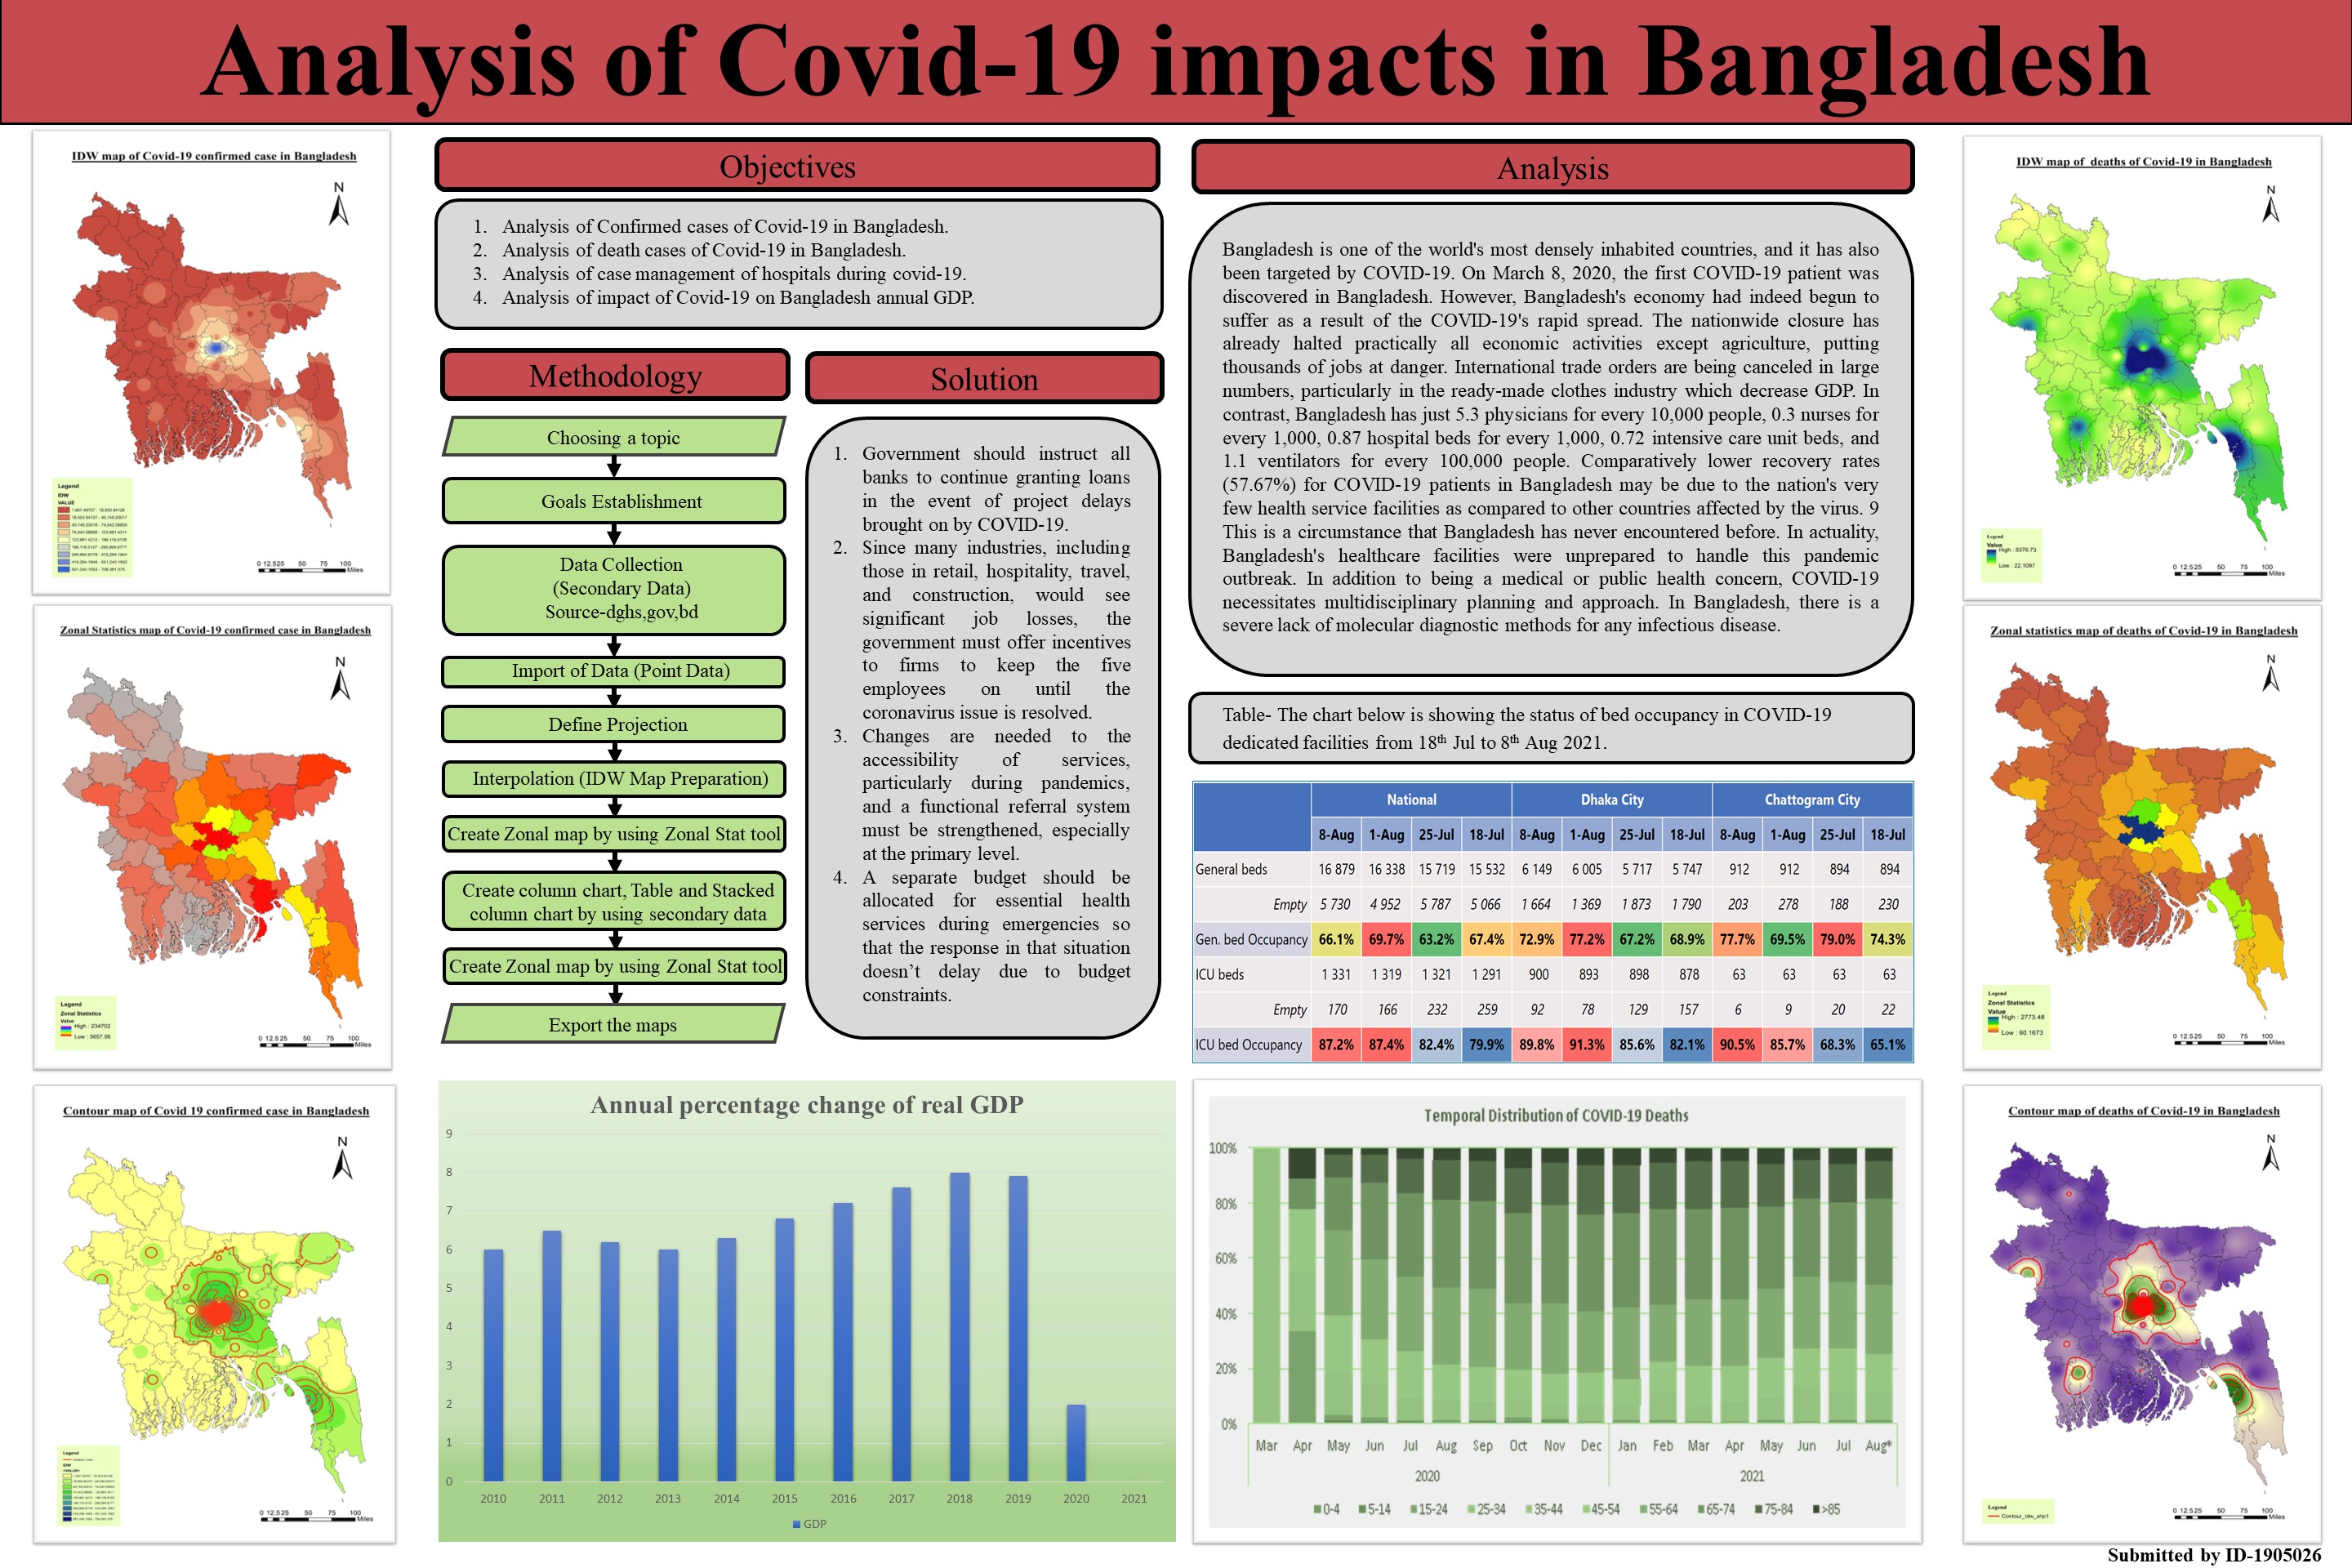 Analysis of Covid-19 impacts in Bangladesh
IDW map of Covid-19 confirmed case in Bangladesh
N
Legend
IDW
VALUE
0 12.525 50 75 100
Miles
Zonal Statistics map of Covid-19 confirmed case in Bangladesh
N
Legend
Zonal Statistics
Value
High : 234702
Low : 5057.06
0 12.525 50 75 100
Miles
Contour map of Covid 19 confirmed case in Bangladesh
N
Legend
IDW
0 12.525 50 75 100
Miles
Objectives
1. Analysis of Confirmed cases of Covid-19 in Bangladesh.
2. Analysis of death cases of Covid-19 in Bangladesh.
3. Analysis of case management of hospitals during covid-19.
4. Analysis of impact of Covid-19 on Bangladesh annual GDP.
Methodology
Choosing a topic
Goals Establishment
Data Collection
(Secondary Data)
Source-dghs,gov,bd
Import of Data (Point Data)
Define Projection
Interpolation (IDW Map Preparation)
Create Zonal map by using Zonal Stat tool
Create column chart, Table and Stacked
column chart by using secondary data
Create Zonal map by using Zonal Stat tool
Export the maps
Solution
1. Government should instruct all
banks to continue granting loans
in the event of project delays
brought on by COVID-19.
2. Since many industries, including
those in retail, hospitality, travel,
and construction, would see
significant job losses, the
government must offer incentives
to firms to keep the five
employees on until the
coronavirus issue is resolved.
3. Changes are needed to the
accessibility of services,
particularly during pandemics,
and a functional referral system
must be strengthened, especially
at the primary level.
4. A separate budget should be
allocated for essential health
services during emergencies so
that the response in that situation
doesn't delay due to budget
constraints.
Annual percentage change of real GDP
9
8
7
6
5
4
3
2
1
0
2010 2011 2012 2013 2014 2015 2016 2017 2018 2019 2020 2021
GDP
Analysis
Bangladesh is one of the world's most densely inhabited countries, and it has also
been targeted by COVID-19. On March 8, 2020, the first COVID-19 patient was
discovered in Bangladesh. However, Bangladesh's economy had indeed begun to
suffer as a result of the COVID-19's rapid spread. The nationwide closure has
already halted practically all economic activities except agriculture, putting
thousands of jobs at danger. International trade orders are being canceled in large
numbers, particularly in the ready-made clothes industry which decrease GDP. In
contrast, Bangladesh has just 5.3 physicians for every 10,000 people, 0.3 nurses for
every 1,000, 0.87 hospital beds for every 1,000, 0.72 intensive care unit beds, and
1.1 ventilators for every 100,000 people. Comparatively lower recovery rates
(57.67%) for COVID-19 patients in Bangladesh may be due to the nation's very
few health service facilities as compared to other countries affected by the virus. 9
This is a circumstance that Bangladesh has never encountered before. In actuality,
Bangladesh's healthcare facilities were unprepared to handle this pandemic
outbreak. In addition to being a medical or public health concern, COVID-19
necessitates multidisciplinary planning and approach. In Bangladesh, there is a
severe lack of molecular diagnostic methods for any infectious disease.
Table- The chart below is showing the status of bed occupancy in COVID-19
dedicated facilities from 18th Jul to 8th Aug 2021.
National Dhaka City Chattogram City
8-Aug 1-Aug 25-Jul 18-Jul 8-Aug 1-Aug 25-Jul 18-Jul 8-Aug 1-Aug 25-Jul 18-Jul
General beds 16 879 16 338 15 719 15 532 6 149 6 005 5 717 5 747 912 912 894 894
Empty 5 730 4 952 5 787 5 066 1 664 1 369 1 873 1 790 203 278 188 230
Gen. bed Occupancy 66.1% 69.7% 63.2% 67.4% 72.9% 77.2% 67.2% 68.9% 77.7% 69.5% 79.0% 74.3%
ICU beds 1 331 1 319 1 321 1 291 900 893 898 878 63 63 63 63
Empty 170 166 232 259 92 78 129 157 6 9 20 22
ICU bed Occupancy 87.2% 87.4% 82.4% 79.9% 89.8% 91.3% 85.6% 82.1% 90.5% 85.7% 68.3% 65.1%
Temporal Distribution of COVID-19 Deaths
100%
80%
60%
40%
20%
0%
Mar Apr May Jun Jul Aug Sep Oct Nov Dec Jan Feb Mar Apr May Jun Jul Aug*
2020 2021
0-4 5-14 15-24 25-34 35-44 45-54 55-64 65-74 75-84 >85
IDW map of deaths of Covid-19 in Bangladesh
N
Legend
Value
High : 8376.73
Low : 22.1097
0 12.525 50 75 100
Miles
Zonal statistics map of deaths of Covid-19 in Bangladesh
N
Legend
Zonal Statistics
Value
High : 2773.48
Low : 60.1673
0 12.525 50 75 100
Miles
Contour map of deaths of Covid-19 in Bangladesh
N
Legend
Contour_Idw_shp1
0 12.525 50 75 100
Miles
Submitted by ID-1905026